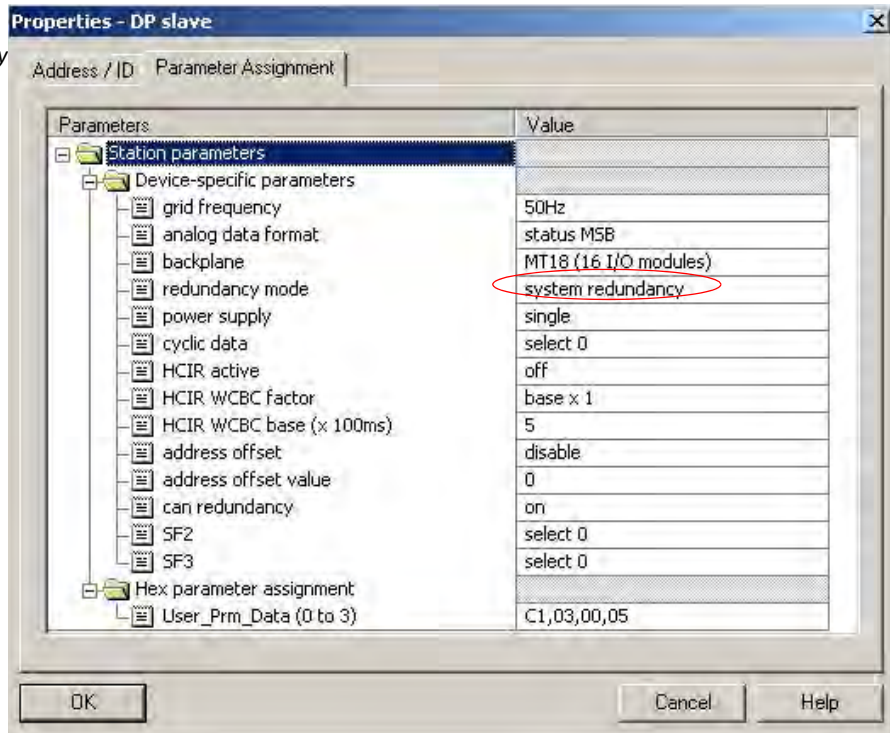 Properties - DP slave
y
Address / ID Parameter Assignment
Parameters Value
Station parameters
Device-specific parameters
grid frequency 50Hz
analog data format status MSB
backplane MT18 (16 I/O modules)
redundancy mode system redundancy
power supply single
cyclic data select 0
HCIR active off
HCIR WCBC factor base x 1
HCIR WCBC base (x 100ms) 5
address offset disable
address offset value 0
can redundancy on
SF2 select 0
SF3 select 0
Hex parameter assignment
User_Prm_Data (0 to 3) C1,03,00,05
OK Cancel Help